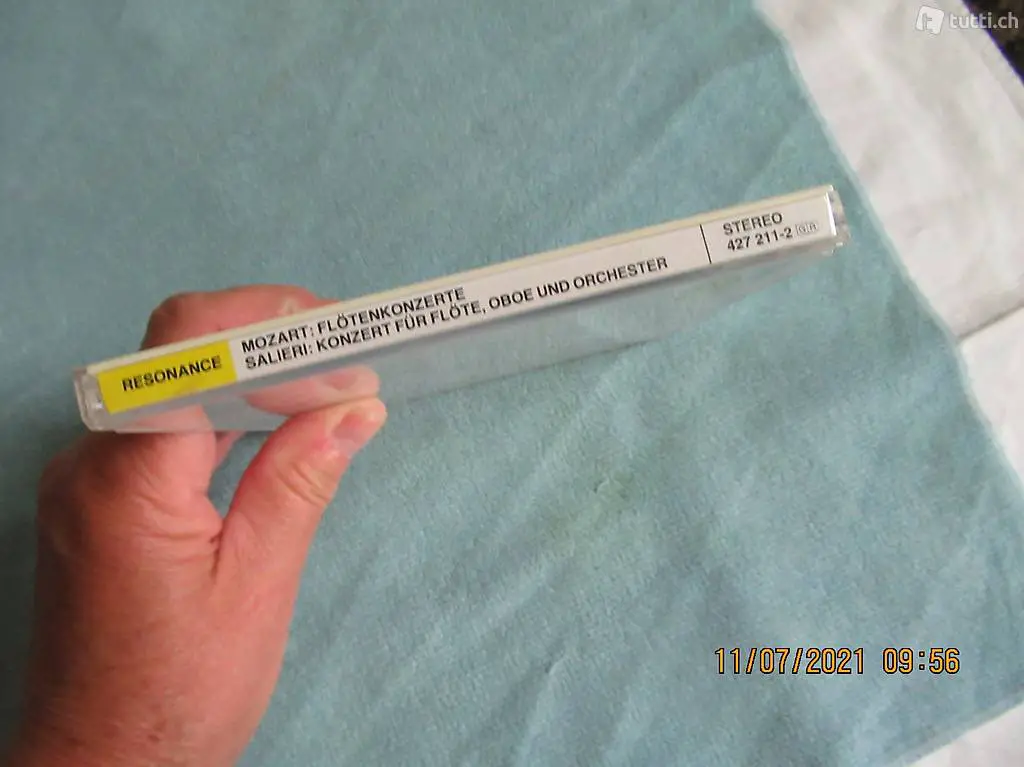 tutti.ch
RESONANCE
MOZART: FLÖTENKONZERTE
SALIERI: KONZERT FÜR FLÖTE, OBOE UND ORCHESTER
STEREO
427 211-2 GR
11/07/2021 09:56